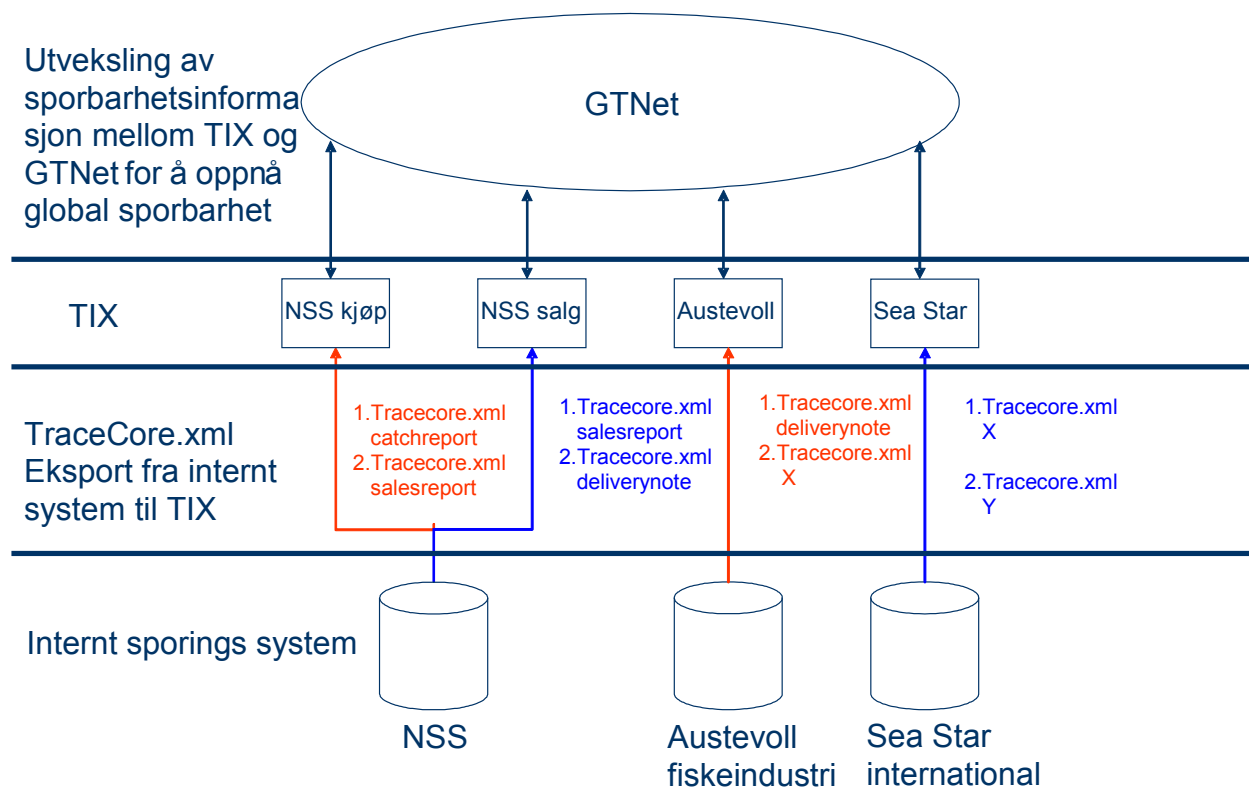 Utveksling av
sporbarhetsinforma
sjon mellom TIX og
GTNet for å oppnå
global sporbarhet
GTNet
TIX
NSS kjøp
NSS salg
Austevoll
Sea Star
TraceCore.xml
Eksport fra internt
system til TIX
1.Tracecore.xml
catchreport
2.Tracecore.xml
salesreport
1.Tracecore.xml
salesreport
2.Tracecore.xml
deliverynote
1.Tracecore.xml
deliverynote
2.Tracecore.xml
X
1.Tracecore.xml
X
2.Tracecore.xml
Y
Internt sporings system
NSS
Austevoll
fiskeindustri
Sea Star
international